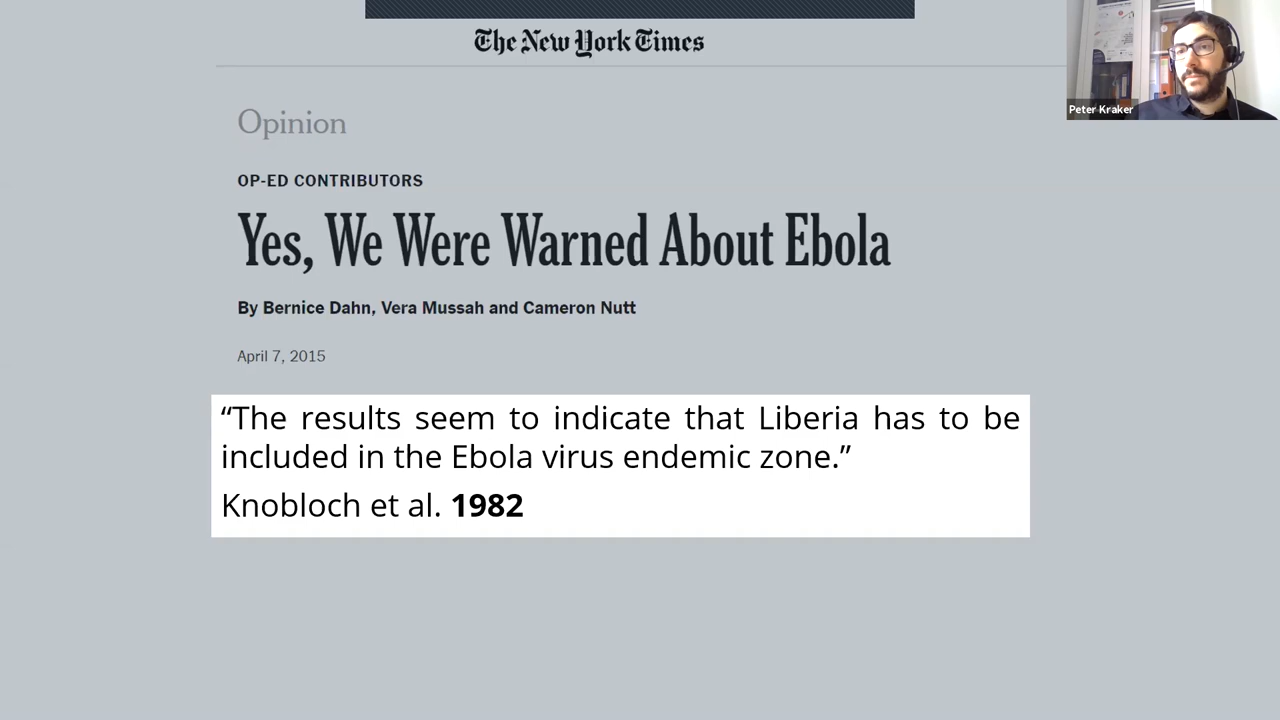 The New York Times
Peter Kraker
Opinion
OP-ED CONTRIBUTORS
Yes, We Were Warned About Ebola
By Bernice Dahn, Vera Mussah and Cameron Nutt
April 7, 2015
“The results seem to indicate that Liberia has to be
included in the Ebola virus endemic zone.”
Knobloch et al. 1982